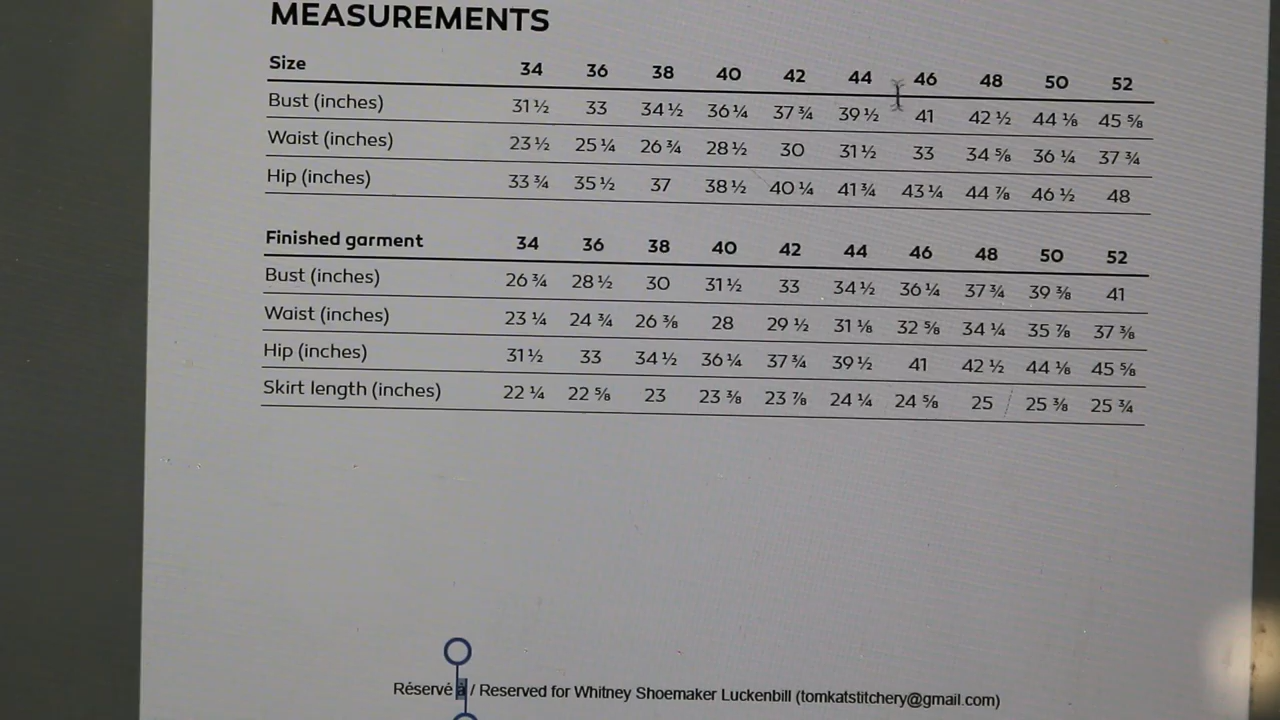 MEASUREMENTS
Size 34 36 38 40 42 44 46 48 50 52
Bust (inches) 31 ½ 33 34 ½ 36 ¼ 37 ¾ 39 ½ 41 42 ½ 44 ⅛ 45 ⅝
Waist (inches) 23 ½ 25 ¼ 26 ¾ 28 ½ 30 31 ½ 33 34 ⅝ 36 ¼ 37 ¾
Hip (inches) 33 ¾ 35 ½ 37 38 ½ 40 ¼ 41 ¾ 43 ¼ 44 ⅞ 46 ½ 48
Finished garment 34 36 38 40 42 44 46 48 50 52
Bust (inches) 26 ¾ 28 ½ 30 31 ½ 33 34 ½ 36 ¼ 37 ¾ 39 ⅜ 41
Waist (inches) 23 ¼ 24 ¾ 26 ⅜ 28 29 ½ 31 ⅛ 32 ⅝ 34 ¼ 35 ⅞ 37 ⅜
Hip (inches) 31 ½ 33 34 ½ 36 ¼ 37 ¾ 39 ½ 41 42 ½ 44 ⅛ 45 ⅝
Skirt length (inches) 22 ¼ 22 ⅝ 23 23 ⅜ 23 ⅞ 24 ¼ 24 ⅝ 25 25 ⅜ 25 ¾
Réservé à / Reserved for Whitney Shoemaker Luckenbill (tomkatstitchery@gmail.com)